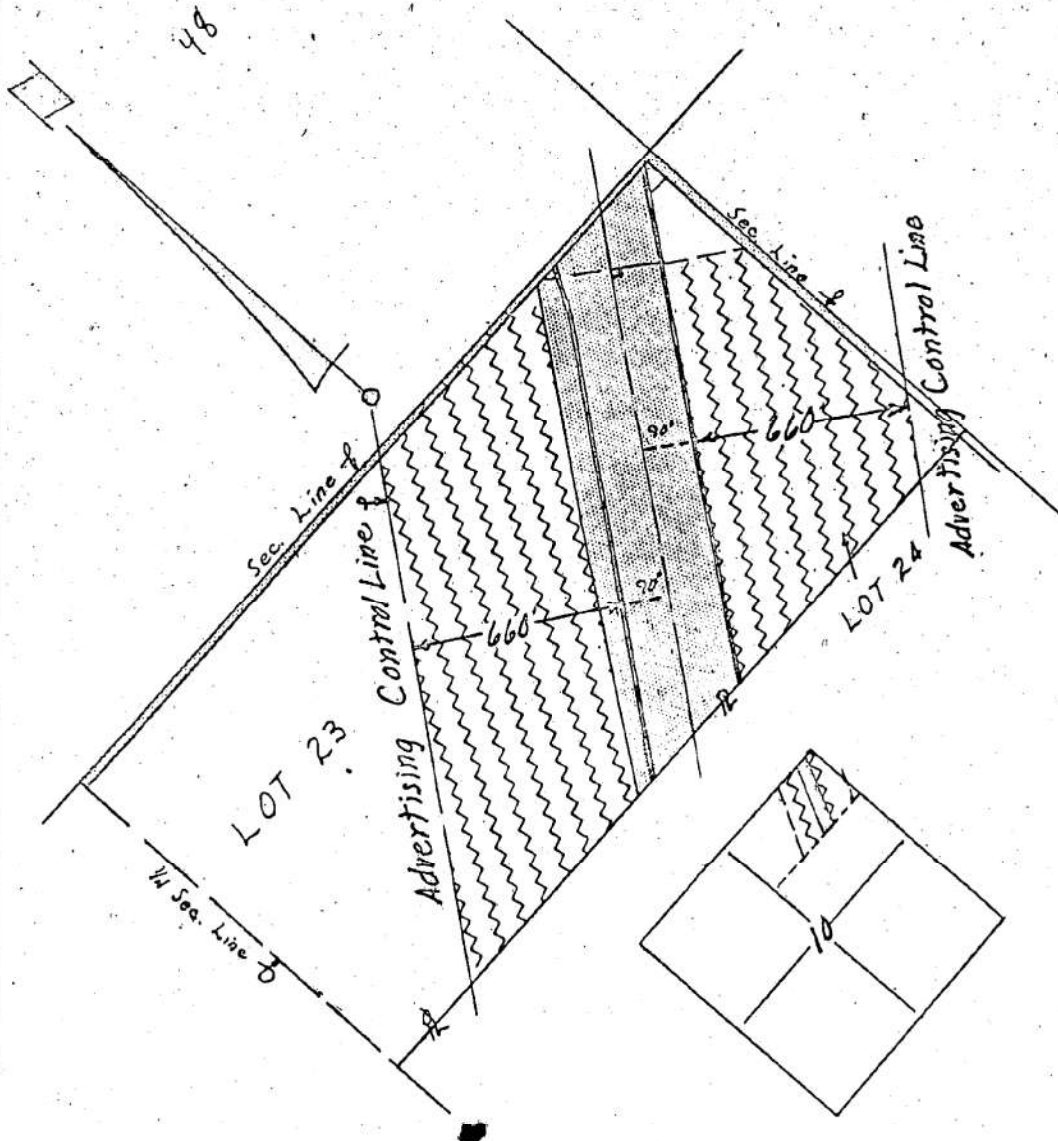 48
Sec. Line
Sec. Line
Advertising Control Line
660
90°
660
90°
Advertising Control Line
LOT 23
LOT 24
1/4 Sec. Line
10